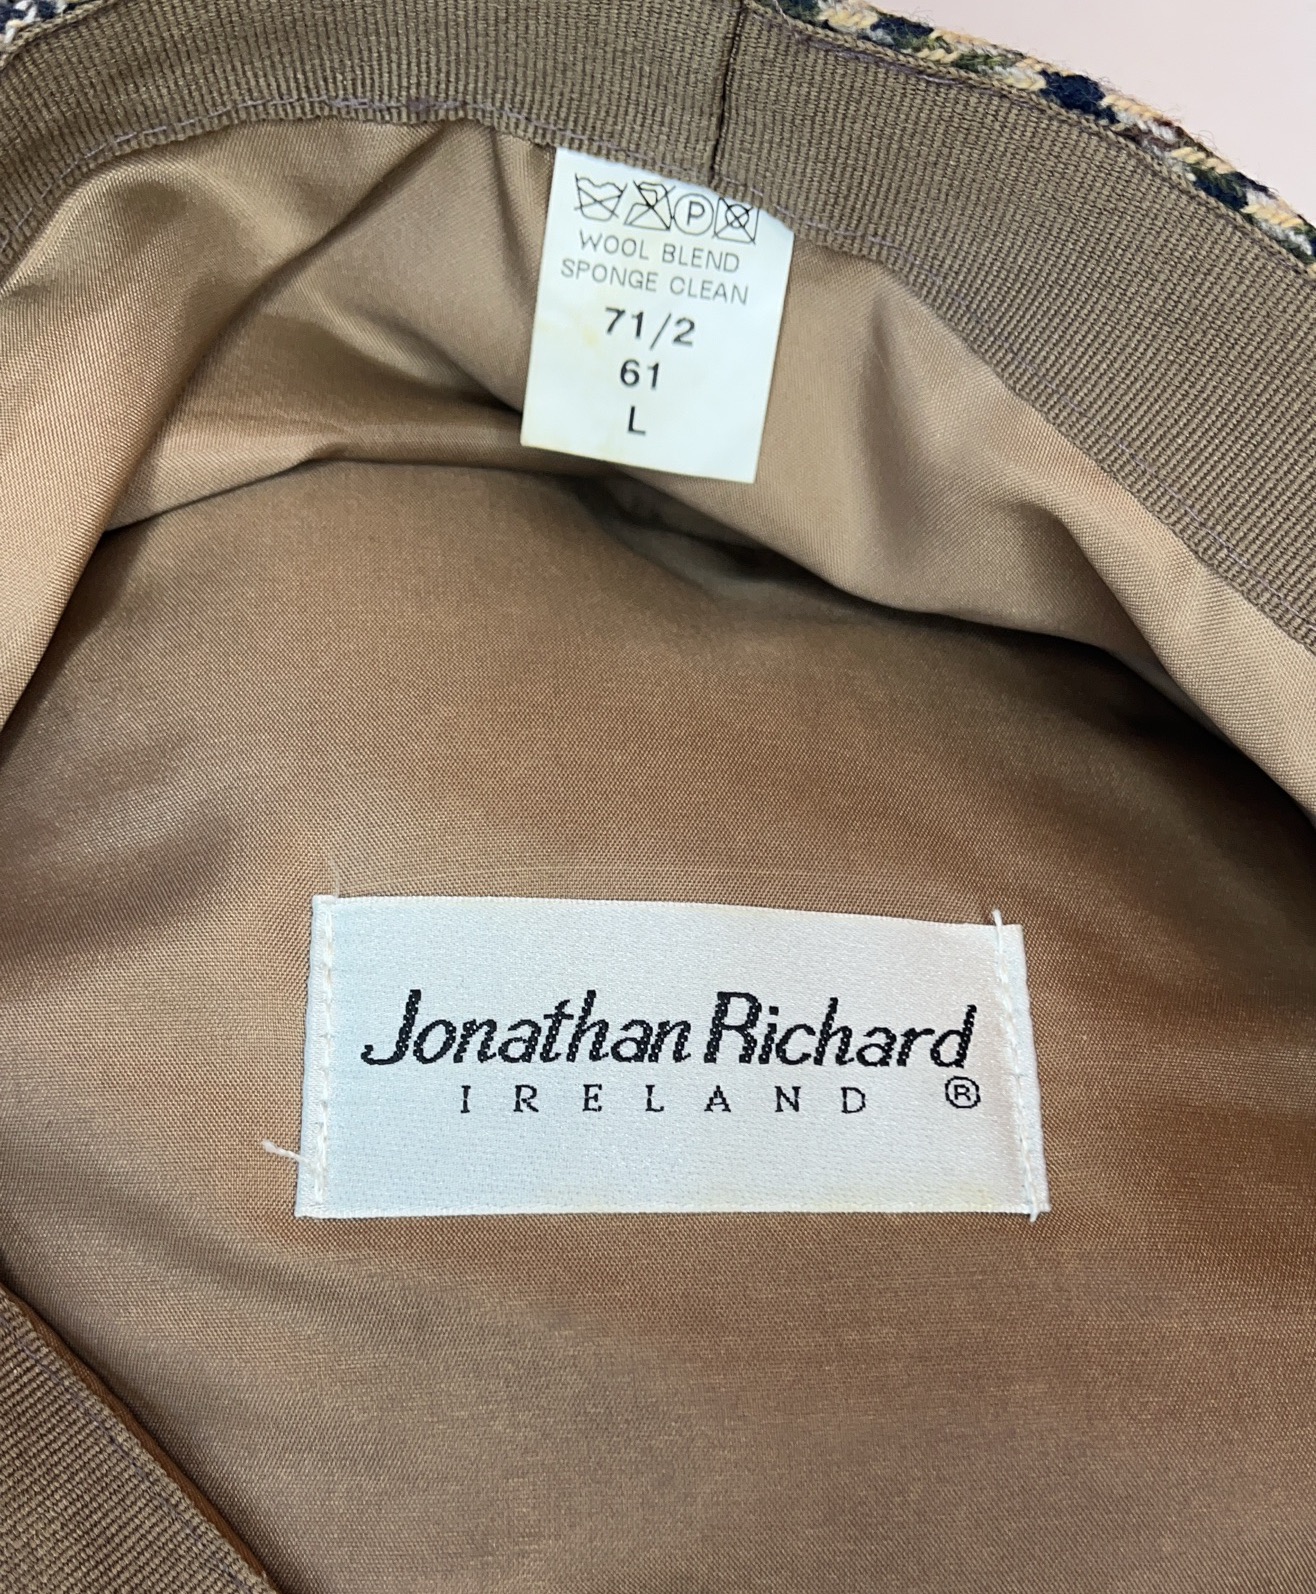 P
WOOL BLEND
SPONGE CLEAN
71/2
61
L
Jonathan Richard
IRELAND ®